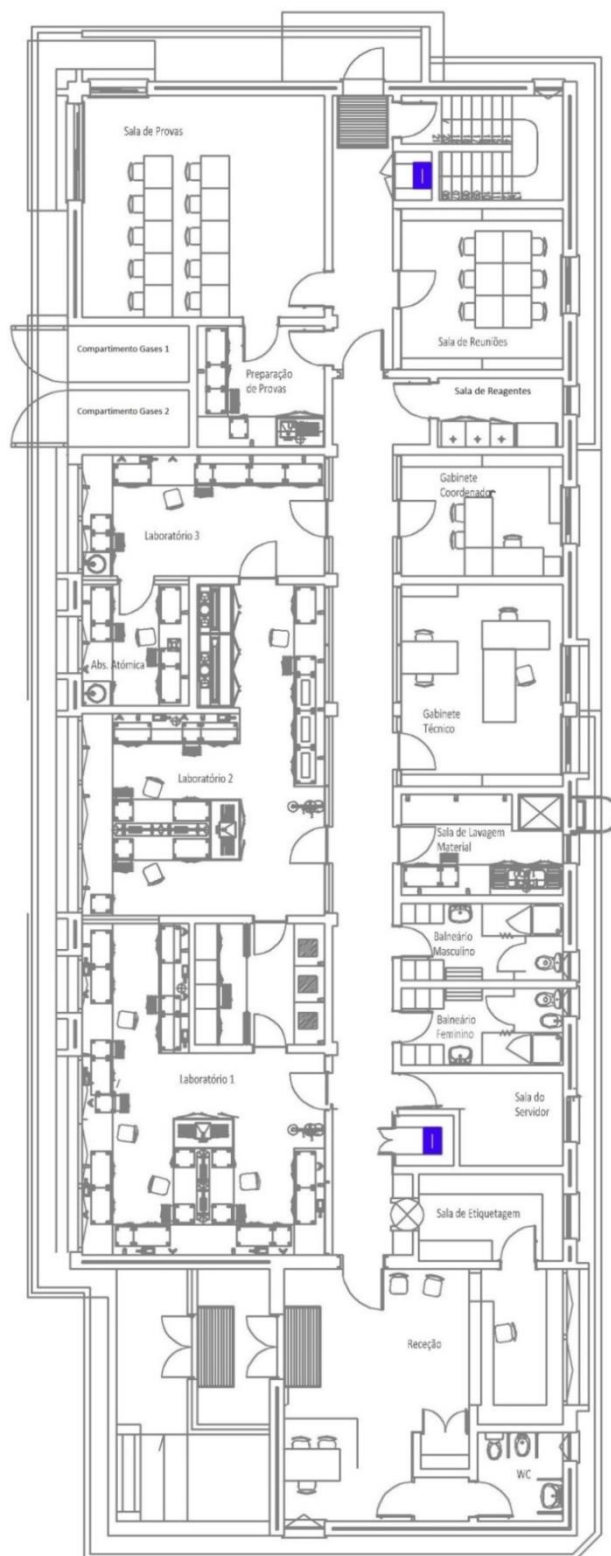 Sala de Provas
Sala de Reuniões
Compartimento Gases 1
Preparação
de Provas
Sala de Reagentes
Compartimento Gases 2
Gabinete
Coordenador
Laboratório 3
Abs. Atómica
Gabinete
Técnico
Laboratório 2
Sala de Lavagem
Material
Balneário
Masculino
Balneário
Feminino
Laboratório 1
Sala do
Servidor
Sala de Etiquetagem
Receção
WC